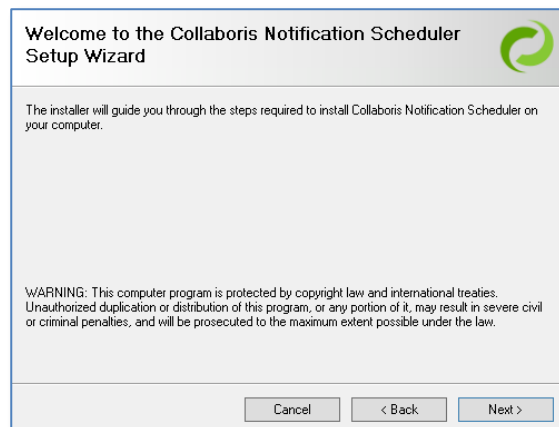 Welcome to the Collaboris Notification Scheduler
Setup Wizard
The installer will guide you through the steps required to install Collaboris Notification Scheduler on
your computer.
WARNING: This computer program is protected by copyright law and international treaties.
Unauthorized duplication or distribution of this program, or any portion of it, may result in severe civil
or criminal penalties, and will be prosecuted to the maximum extent possible under the law.
Cancel < Back Next >